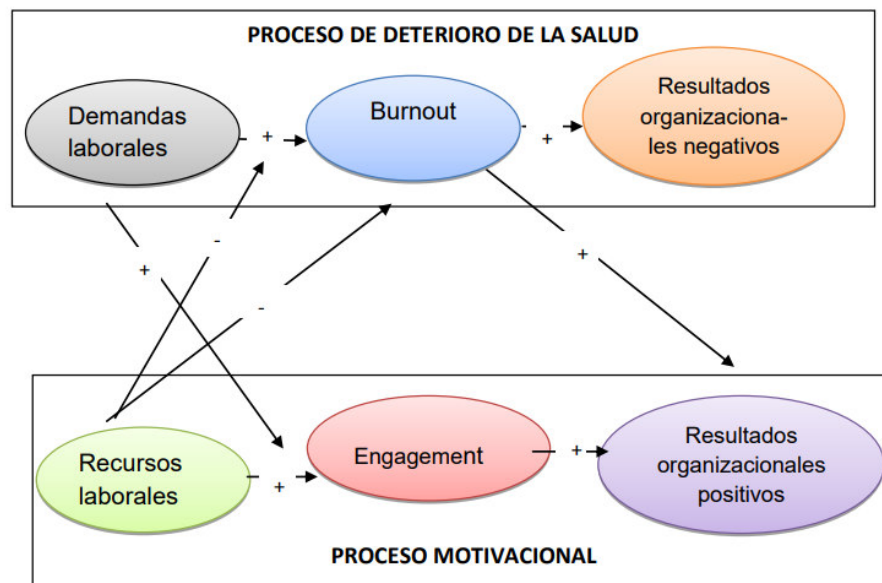 PROCESO DE DETERIORO DE LA SALUD
Demandas
laborales
+
Burnout
+
Resultados
organizaciona-
les negativos
-
+
+
-
Recursos
laborales
+
Engagement
+
Resultados
organizacionales
positivos
PROCESO MOTIVACIONAL